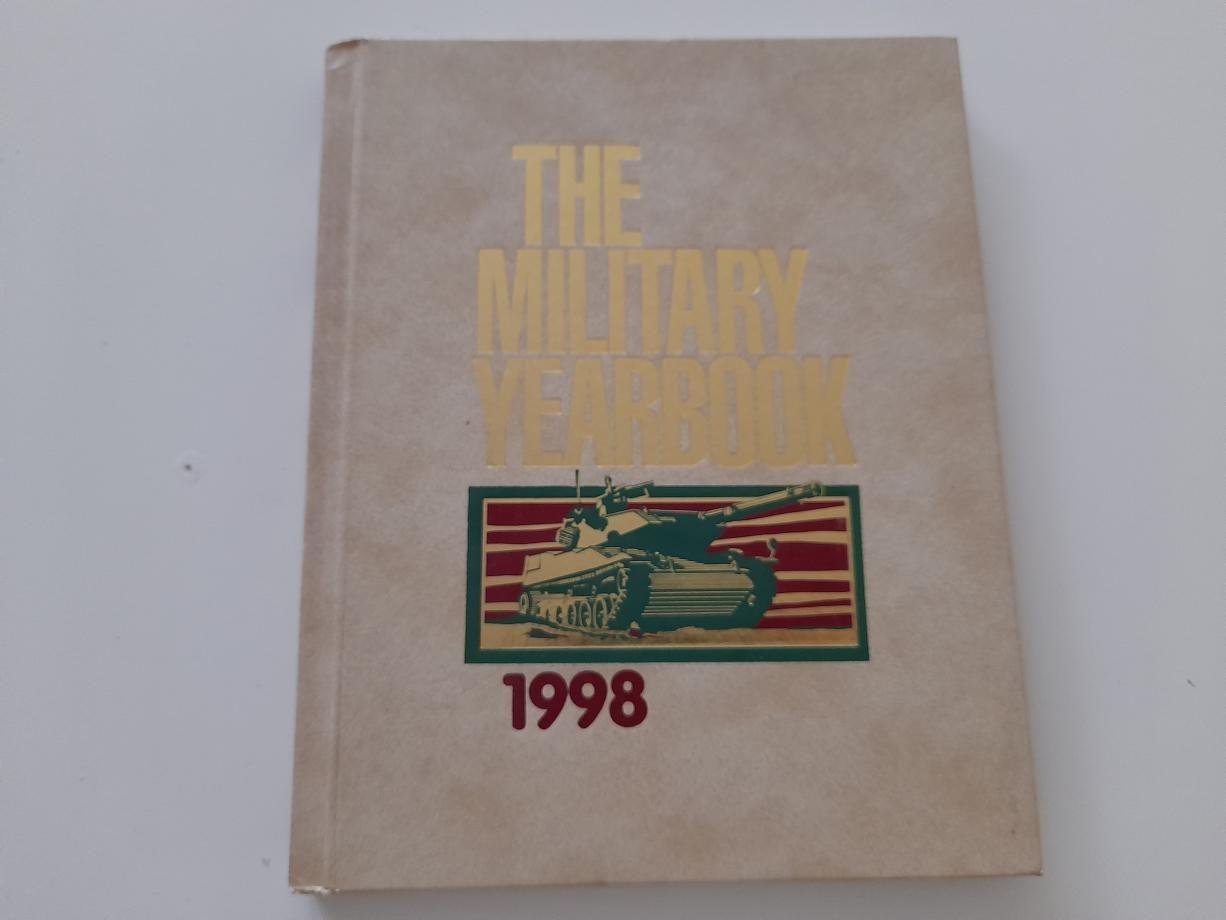 THE
MILITARY
YEARBOOK
1998